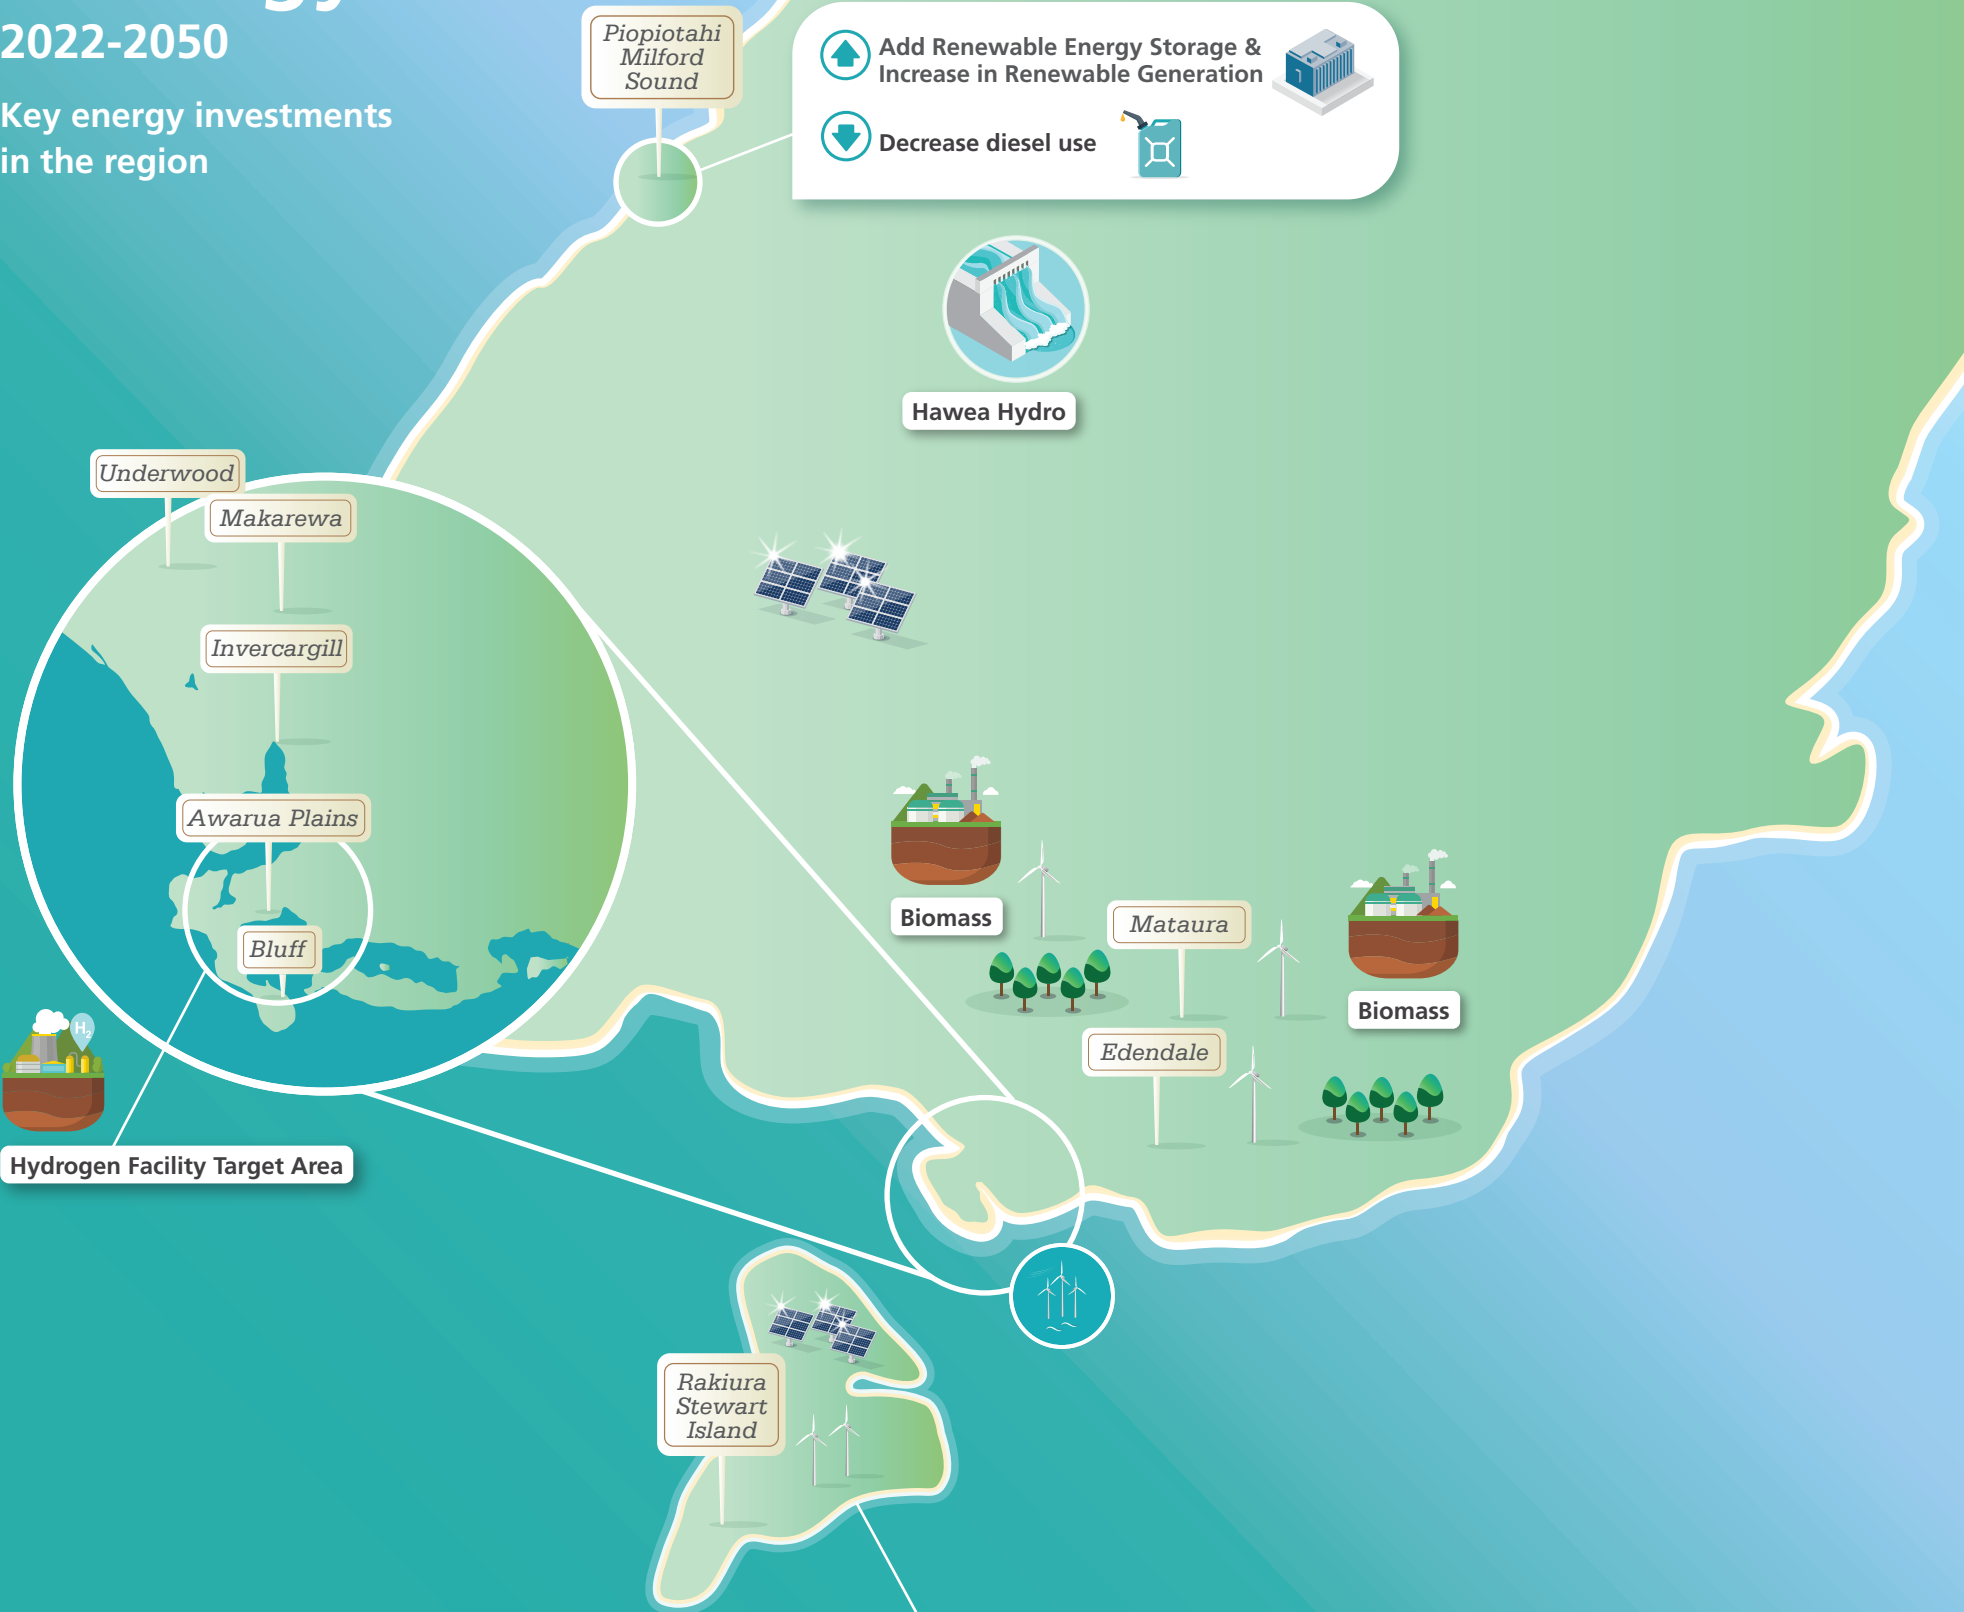 2022-2050
Key energy investments
in the region
Piopiotahi
Milford
Sound
Add Renewable Energy Storage &
Increase in Renewable Generation
Decrease diesel use
Hawea Hydro
Underwood
Makarewa
Invercargill
Awarua Plains
Bluff
H2
Hydrogen Facility Target Area
Biomass
Mataura
Biomass
Edendale
Rakiura
Stewart
Island